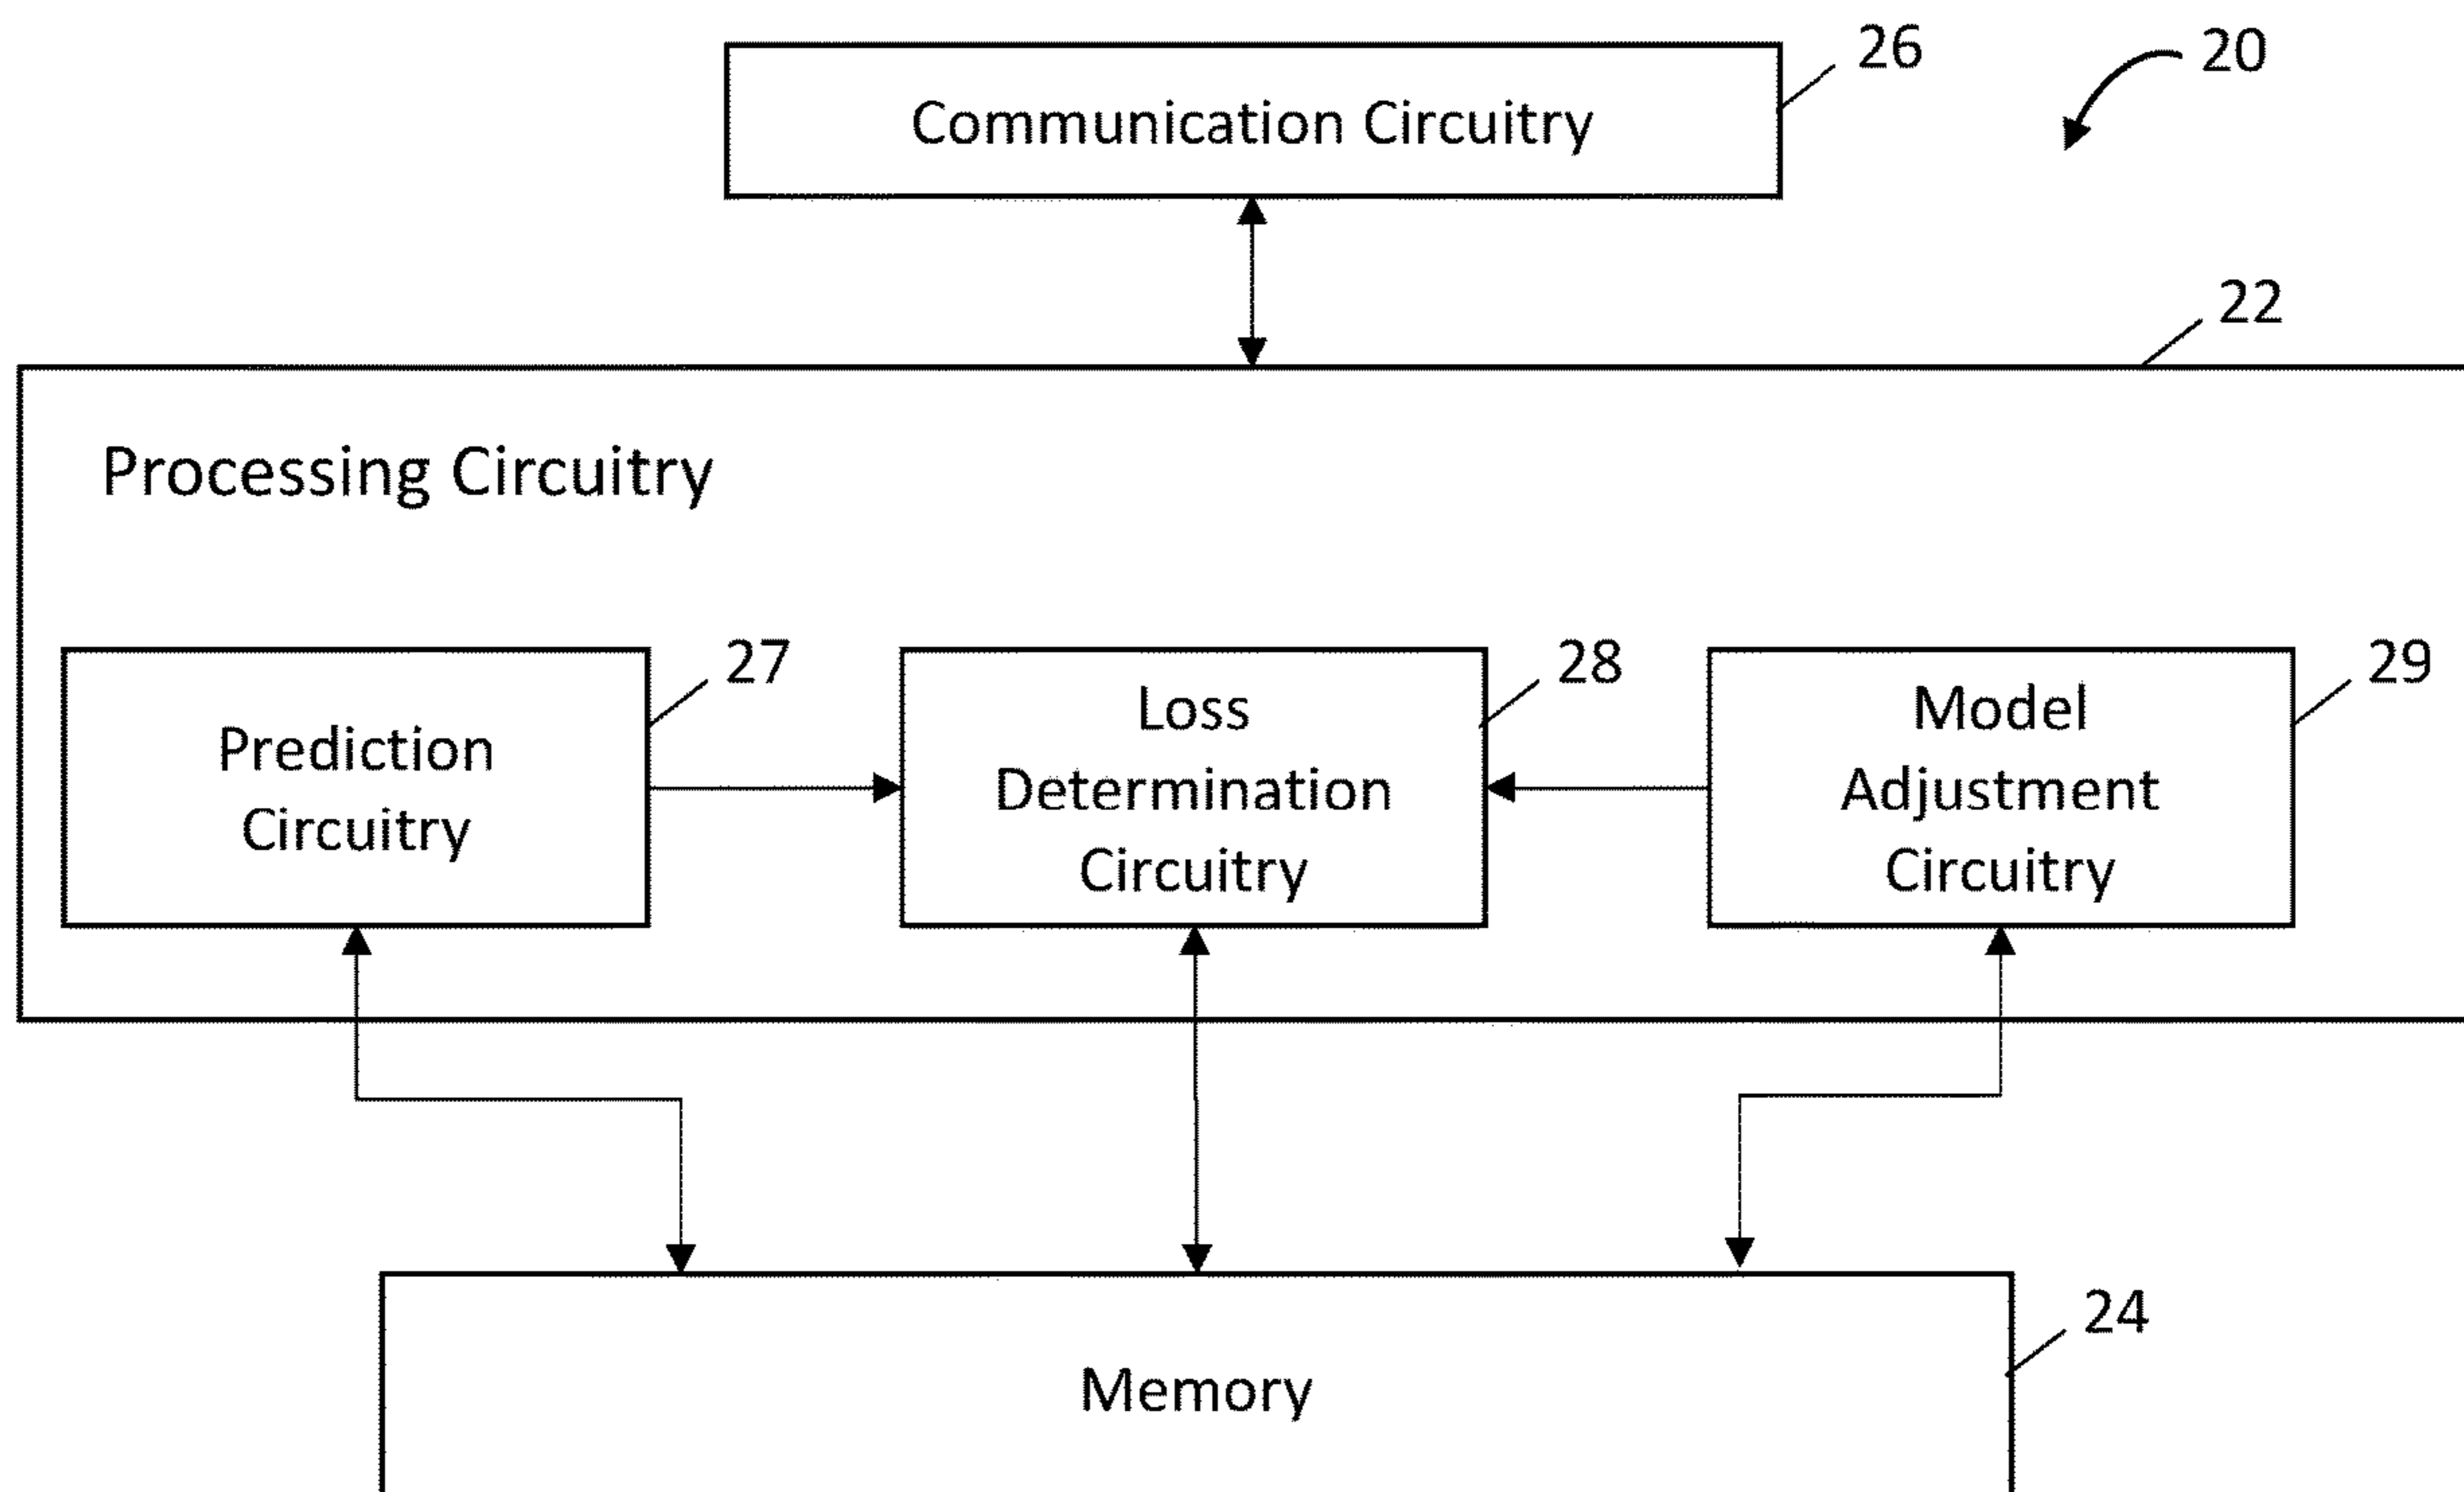 26
20
Communication Circuitry
22
Processing Circuitry
27
28
29
Prediction
Circuitry
Loss
Determination
Circuitry
Model
Adjustment
Circuitry
24
Memory